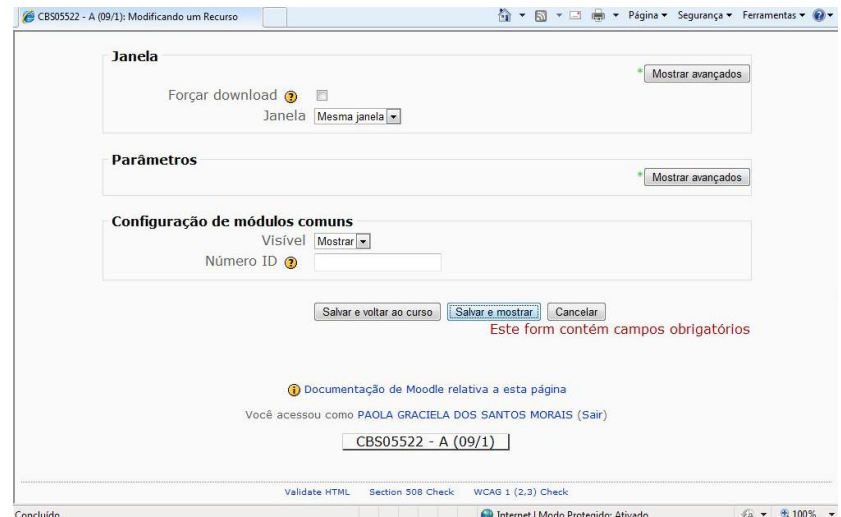 CBS05522 - A (09/1): Modificando um Recurso
Página Segurança Ferramentas
Janela
* Mostrar avançados
Forçar download
Janela Mesma janela
Parâmetros
* Mostrar avançados
Configuração de módulos comuns
Visível Mostrar
Número ID
Salvar e voltar ao curso Salvar e mostrar Cancelar
Este form contém campos obrigatórios
Documentação de Moodle relativa a esta página
Você acessou como PAOLA GRACIELA DOS SANTOS MORAIS (Sair)
CBS05522 - A (09/1)
Validate HTML Section 508 Check WCAG 1 (2,3) Check
Concluído Internet | Modo Protegido: Ativado 100%